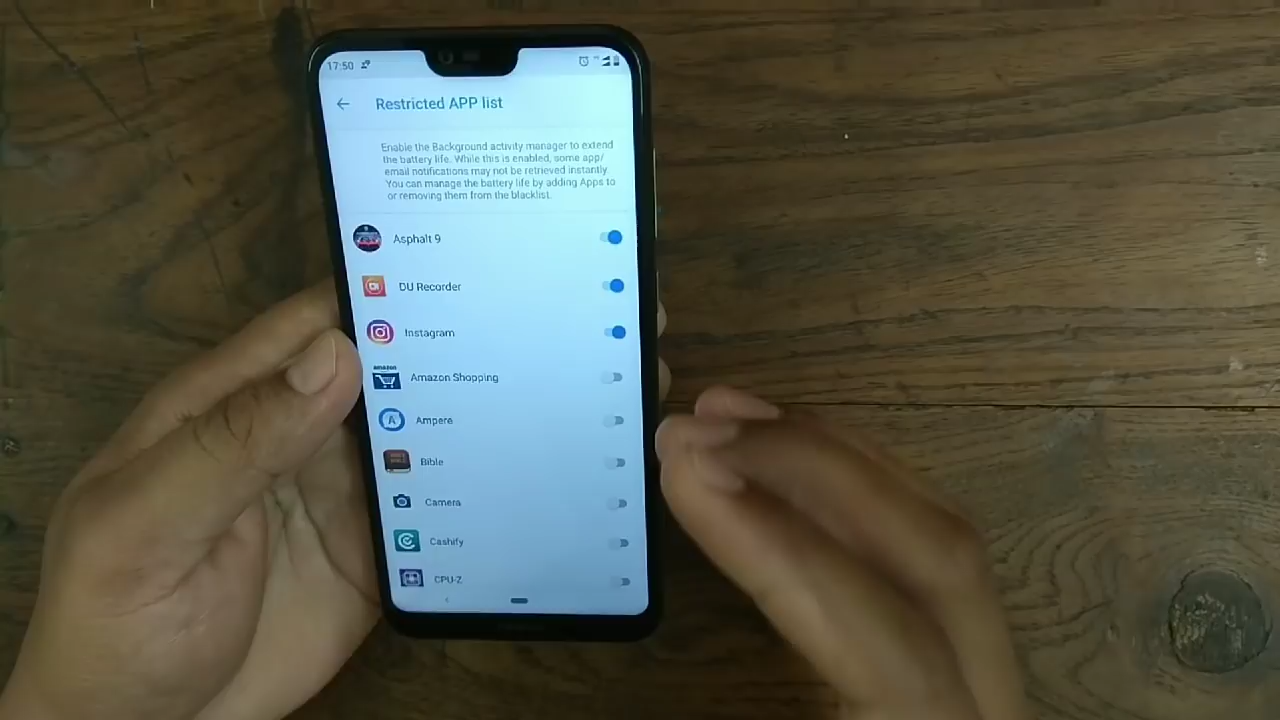 17:50
Restricted APP list
Enable the Background activity manager to extend
the battery life. While this is enabled, some app/
email notifications may not be retrieved instantly.
You can manage the battery life by adding Apps to
or removing them from the blacklist.
Asphalt 9
DU Recorder
Instagram
amazon
Amazon Shopping
A
Ampere
HOLY BIBLE
Bible
Camera
Cashify
CPU-Z